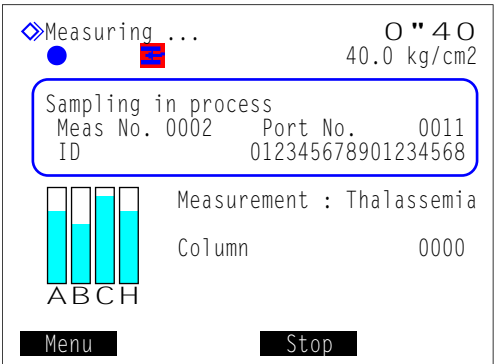 Measuring ... 0"40
40.0 kg/cm2
Sampling in process
Meas No. 0002 Port No. 0011
ID 012345678901234568
Measurement : Thalassemia
Column 0000
ABCH
Menu Stop